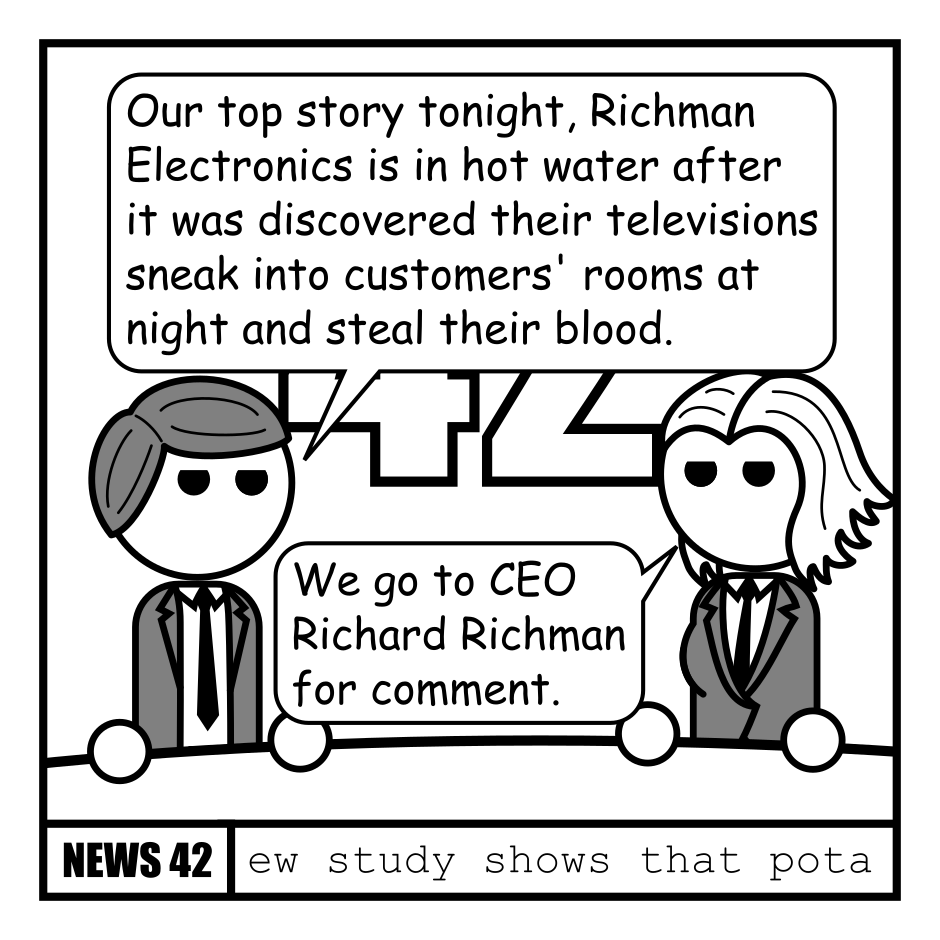 Our top story tonight, Richman
Electronics is in hot water after
it was discovered their televisions
sneak into customers' rooms at
night and steal their blood.
42
We go to CEO
Richard Richman
for comment.
NEWS 42
ew study shows that pota